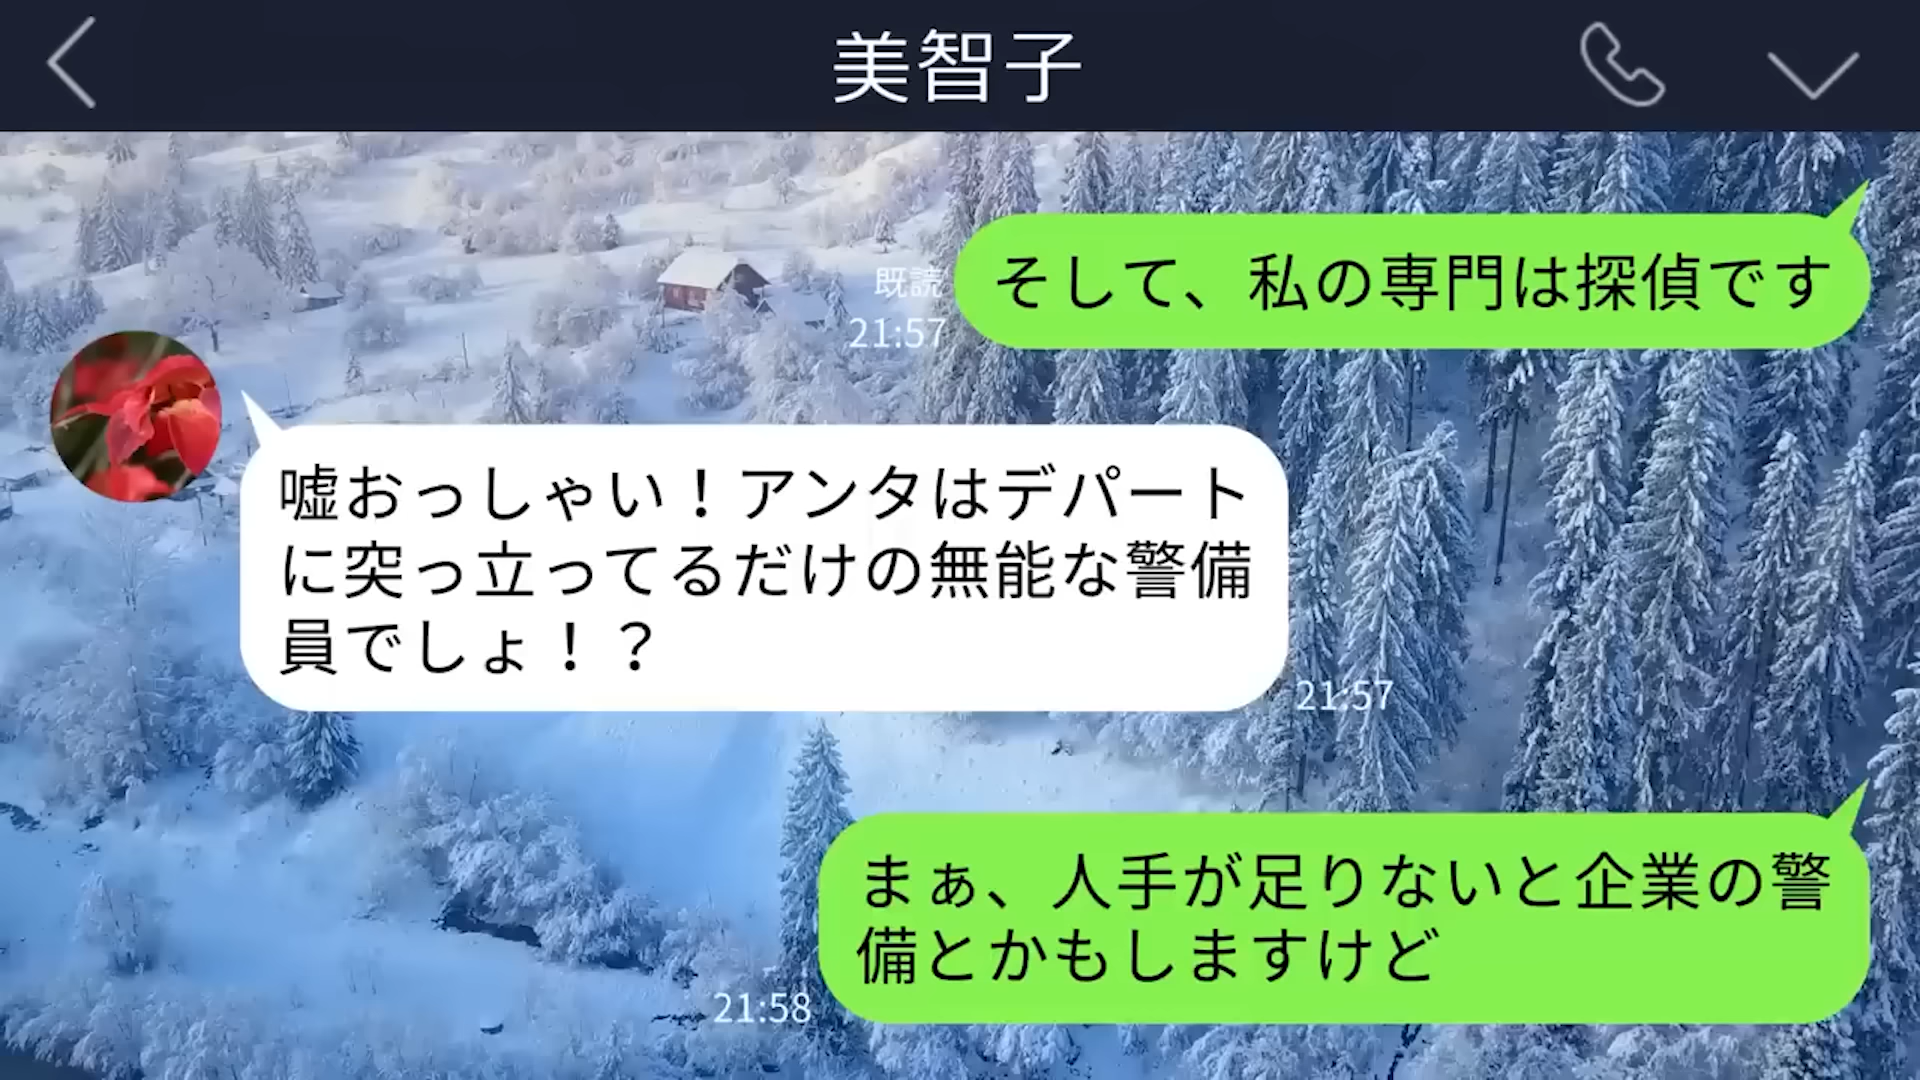 美智子
そして、私の専門は探偵です
既読
21:57
嘘おっしゃい！アンタはデパート
に突っ立ってるだけの無能な警備
員でしょ！？
21:57
まぁ、人手が足りないと企業の警
備とかもしますけど
21:58